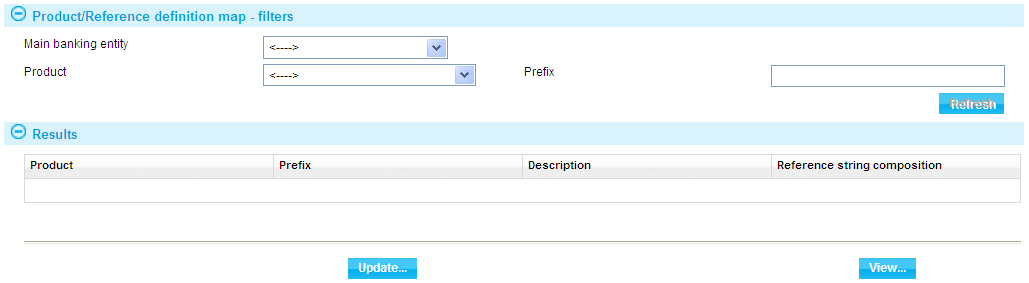 Product/Reference definition map - filters
Main banking entity <---->
Product <----> Prefix
Refresh
Results
Product Prefix Description Reference string composition
Update... View...